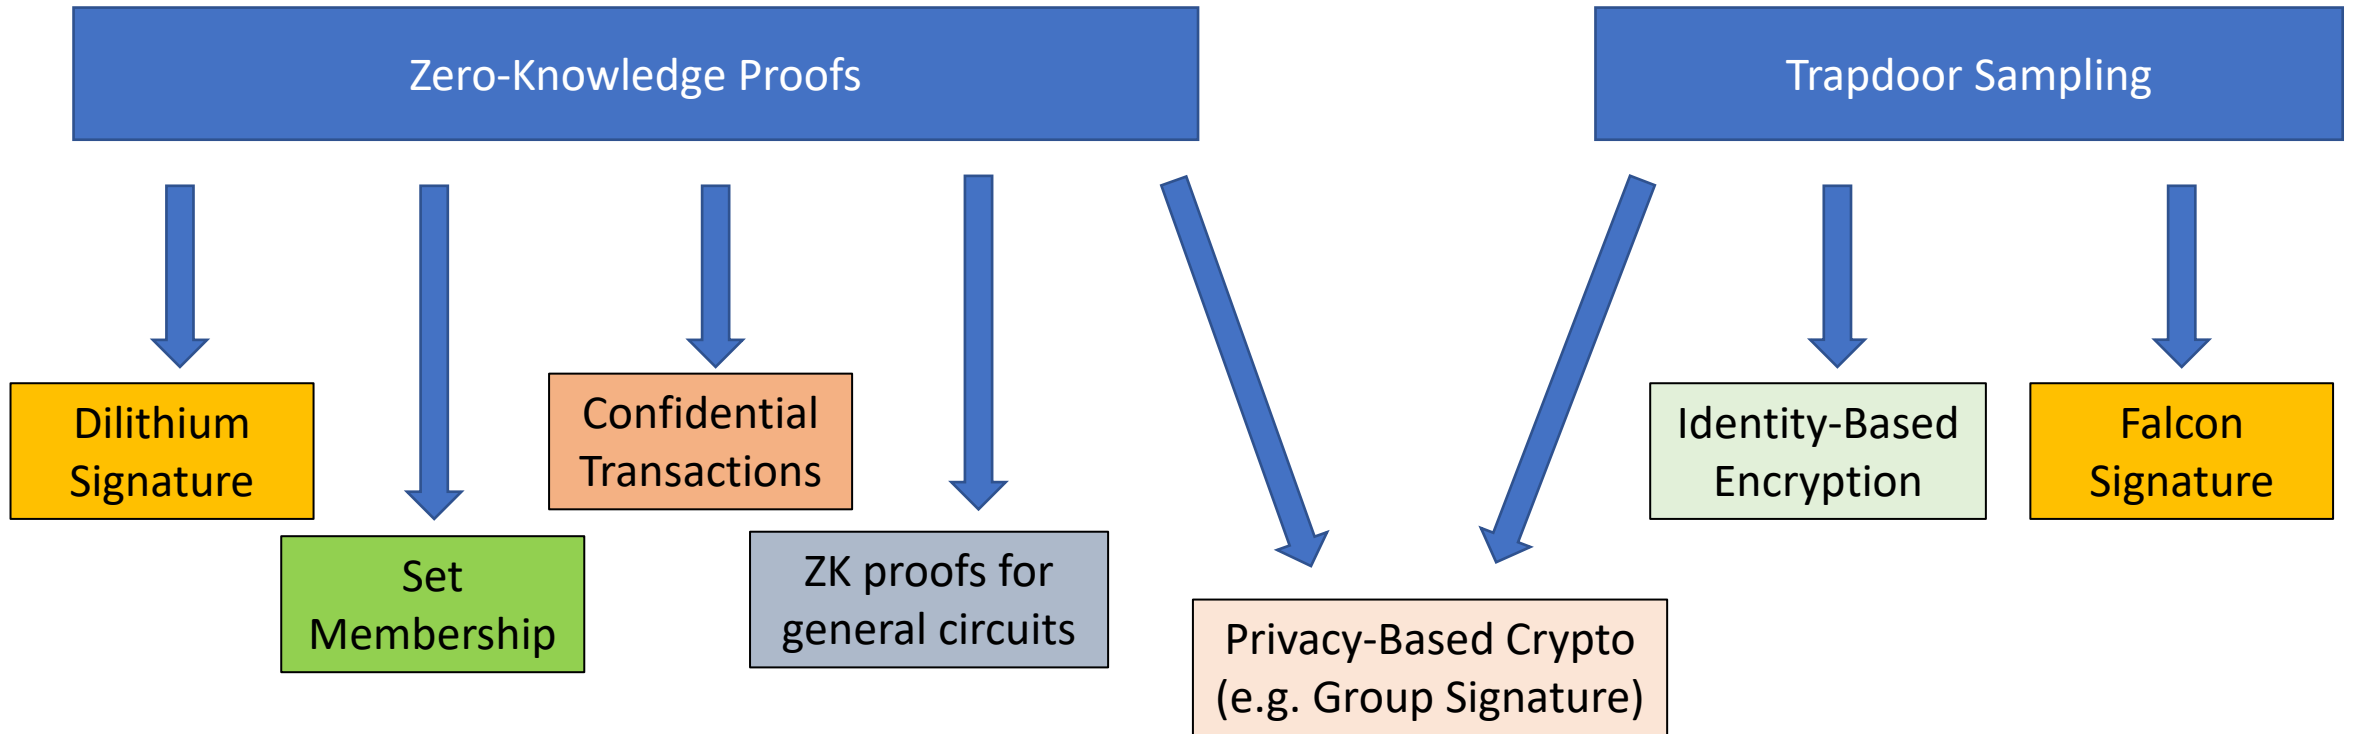 Zero-Knowledge Proofs
Trapdoor Sampling
Dilithium
Signature
Set
Membership
Confidential
Transactions
ZK proofs for
general circuits
Privacy-Based Crypto
(e.g. Group Signature)
Identity-Based
Encryption
Falcon
Signature